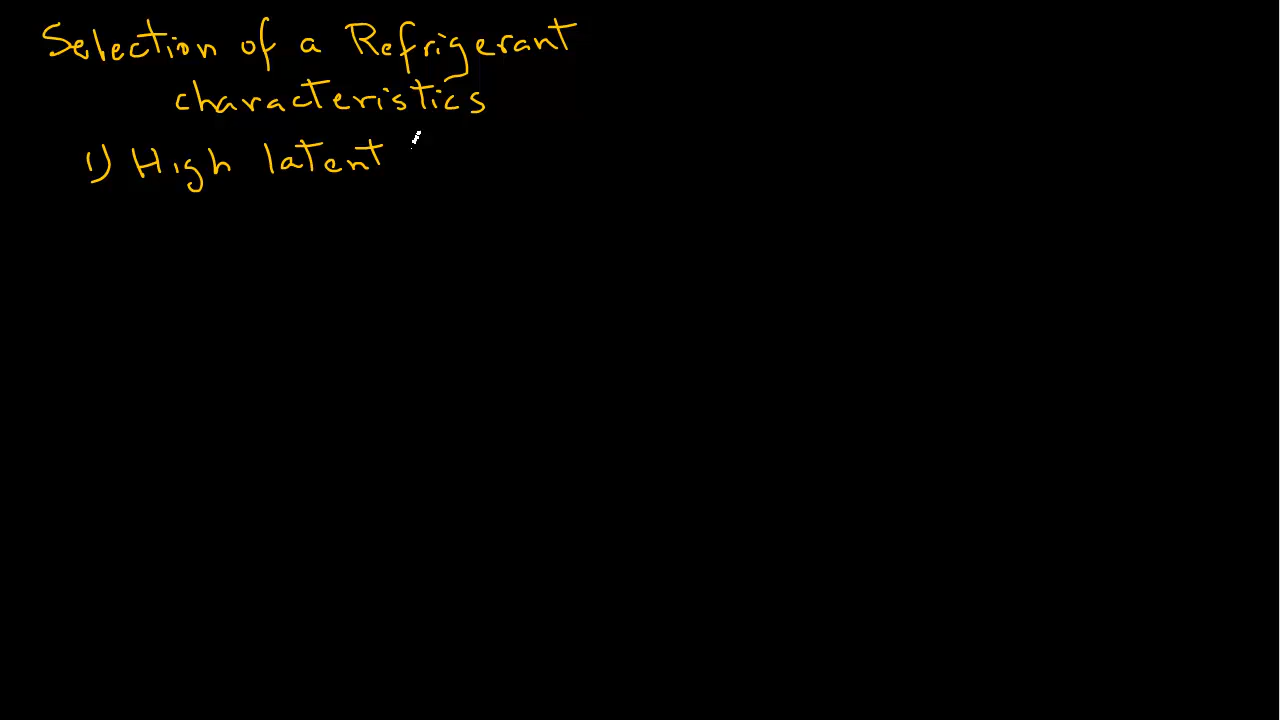 Selection of a Refrigerant
characteristics
1) High latent